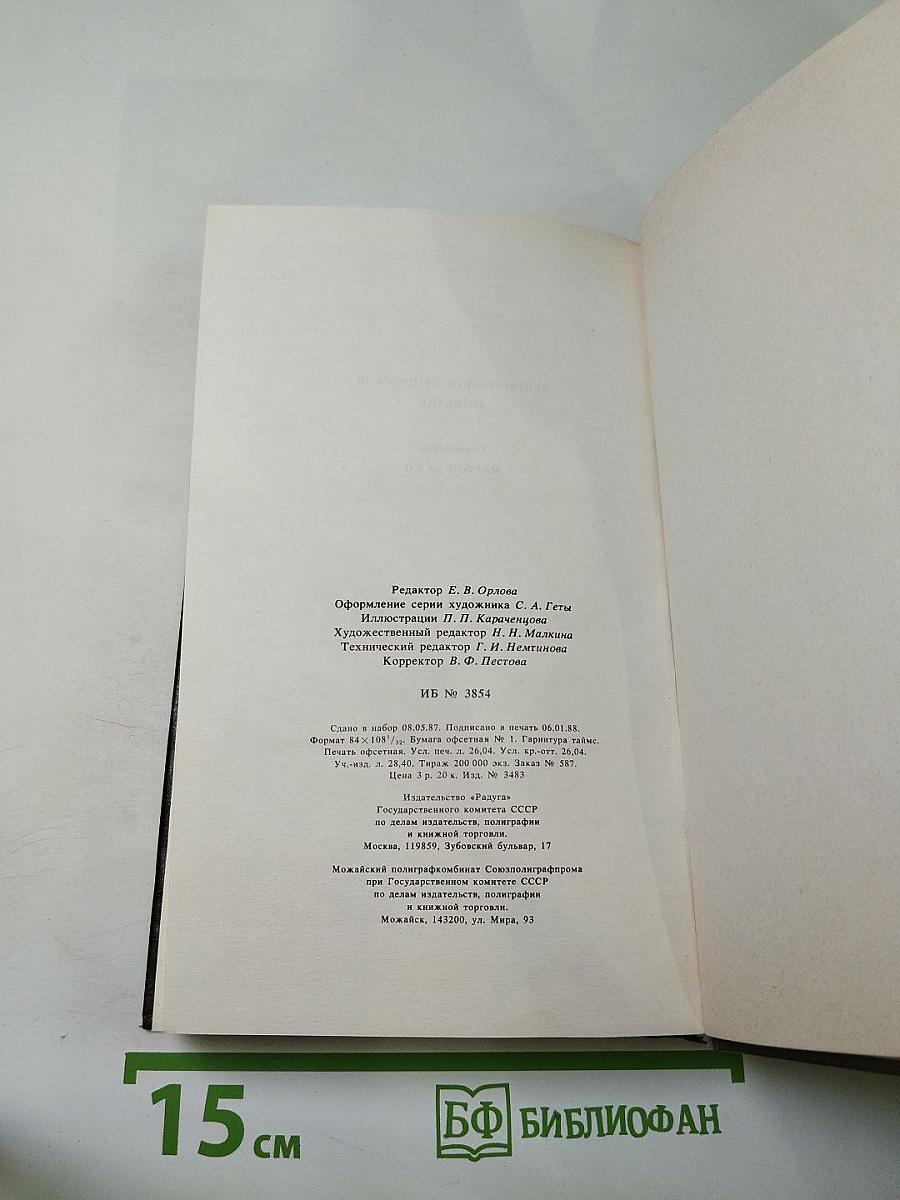 Редактор Е. В. Орлова
Оформление серии художника С. А. Геты
Иллюстрации П. П. Караченцова
Художественный редактор Н. Н. Малкина
Технический редактор Г. И. Немтинова
Корректор В. Ф. Пестова
ИБ № 3854
Сдано в набор 08.05.87. Подписано в печать 06.01.88.
Формат 84×108¹/₃₂. Бумага офсетная № 1. Гарнитура таймс.
Печать офсетная. Усл. печ. л. 26,04. Усл. кр.-отт. 26,04.
Уч.-изд. л. 28,40. Тираж 200 000 экз. Заказ № 587.
Цена 3 р. 20 к. Изд. № 3483
Издательство «Радуга»
Государственного комитета СССР
по делам издательств, полиграфии
и книжной торговли.
Москва, 119859, Зубовский бульвар, 17
Можайский полиграфкомбинат Союзполиграфпрома
при Государственном комитете СССР
по делам издательств, полиграфии
и книжной торговли.
Можайск, 143200, ул. Мира, 93
15 см
БФ БИБЛИОФАН